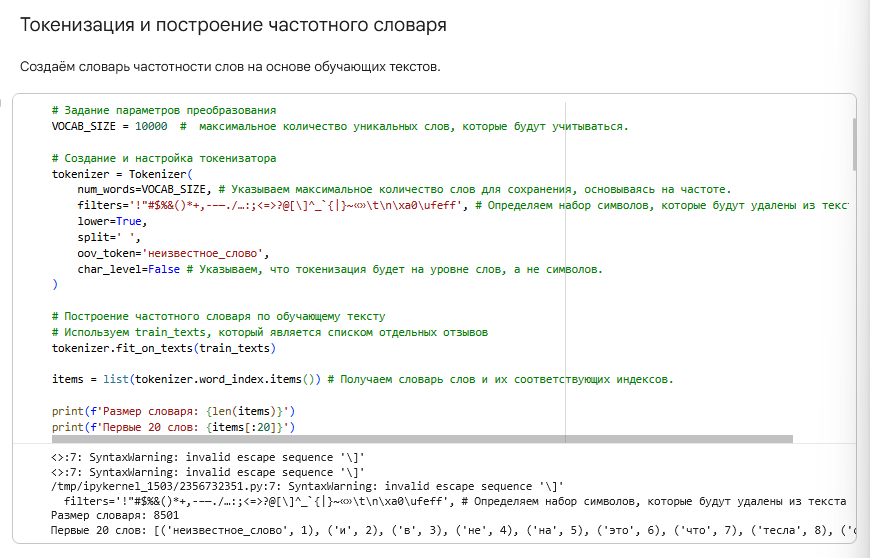 Токенизация и построение частотного словаря
Создаём словарь частотности слов на основе обучающих текстов.
# Задание параметров преобразования
VOCAB_SIZE = 10000  #  максимальное количество уникальных слов, которые будут учитываться.
# Создание и настройка токенизатора
tokenizer = Tokenizer(
    num_words=VOCAB_SIZE, # Указываем максимальное количество слов для сохранения, основываясь на частоте.
    filters='!"#$%&()*+,-–—./…:;<=>?@[\]^_`{|}~«»\t\n\xa0\ufeff', # Определяем набор символов, которые будут удалены из текст
    lower=True,
    split=' ',
    oov_token='неизвестное_слово',
    char_level=False # Указываем, что токенизация будет на уровне слов, а не символов.
)
# Построение частотного словаря по обучающему тексту
# Используем train_texts, который является списком отдельных отзывов
tokenizer.fit_on_texts(train_texts)
items = list(tokenizer.word_index.items()) # Получаем словарь слов и их соответствующих индексов.
print(f'Размер словаря: {len(items)}')
print(f'Первые 20 слов: {items[:20]}')
<>:7: SyntaxWarning: invalid escape sequence '\]'
<>:7: SyntaxWarning: invalid escape sequence '\]'
/tmp/ipykernel_1503/2356732351.py:7: SyntaxWarning: invalid escape sequence '\]'
  filters='!"#$%&()*+,-–—./…:;<=>?@[\]^_`{|}~«»\t\n\xa0\ufeff', # Определяем набор символов, которые будут удалены из текста
Размер словаря: 8501
Первые 20 слов: [('неизвестное_слово', 1), ('и', 2), ('в', 3), ('не', 4), ('на', 5), ('это', 6), ('что', 7), ('тесла', 8), ('с